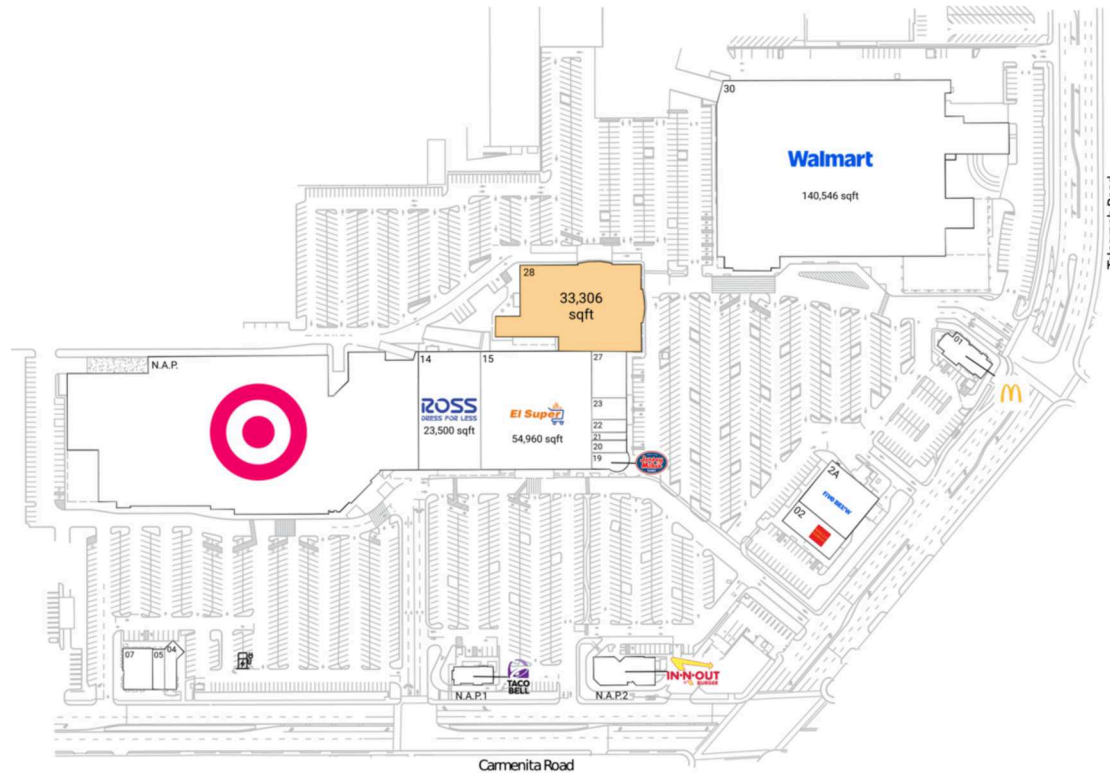 30
Walmart
140,546 sqft
28
33,306
sqft
01
N.A.P.
14
15
27
ROSS
DRESS FOR LESS
23,500 sqft
El Super
54,960 sqft
23
22
21
20
19
2A
FIVE BELOW
02
07
05
04
TACO
BELL
N.A.P.1
IN-N-OUT
BURGER
N.A.P.2
Carmenita Road